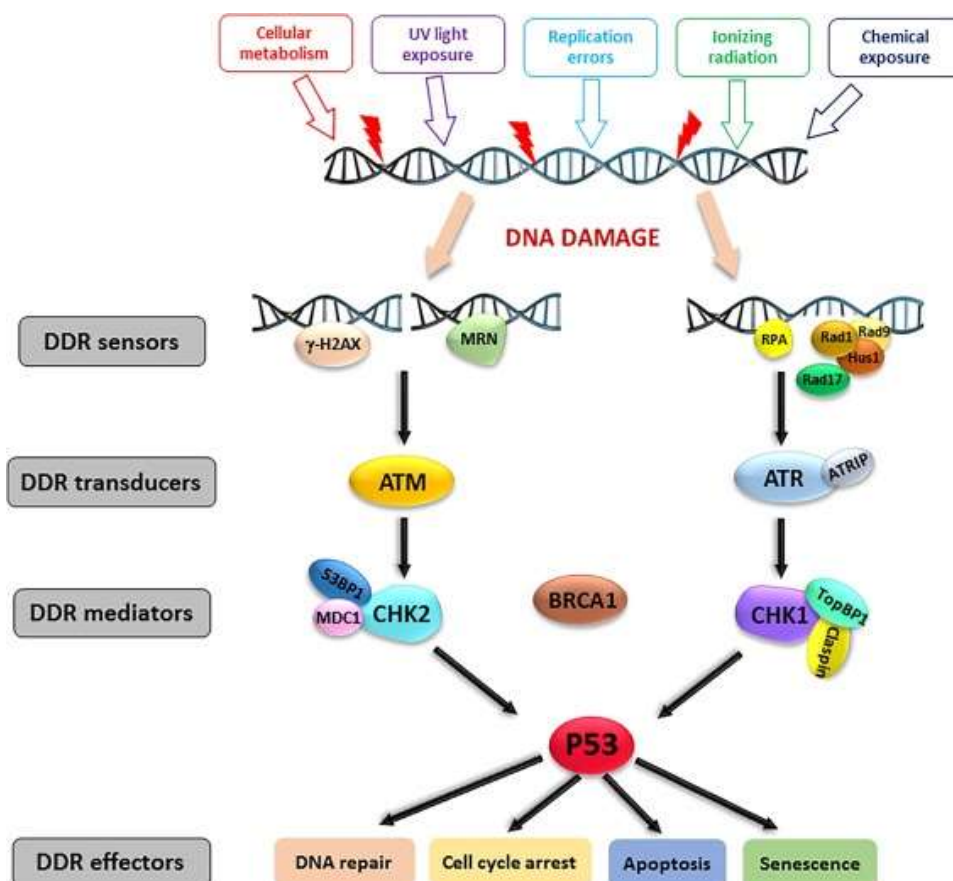 Cellular
metabolism
UV light
exposure
Replication
errors
Ionizing
radiation
Chemical
exposure
DNA DAMAGE
DDR sensors
γ-H2AX
MRN
RPA
Rad1
Rad9
Hus1
Rad17
DDR transducers
ATM
ATR
ATRIP
DDR mediators
53BP1
MDC1
CHK2
BRCA1
CHK1
TopBP1
Claspin
P53
DDR effectors
DNA repair
Cell cycle arrest
Apoptosis
Senescence